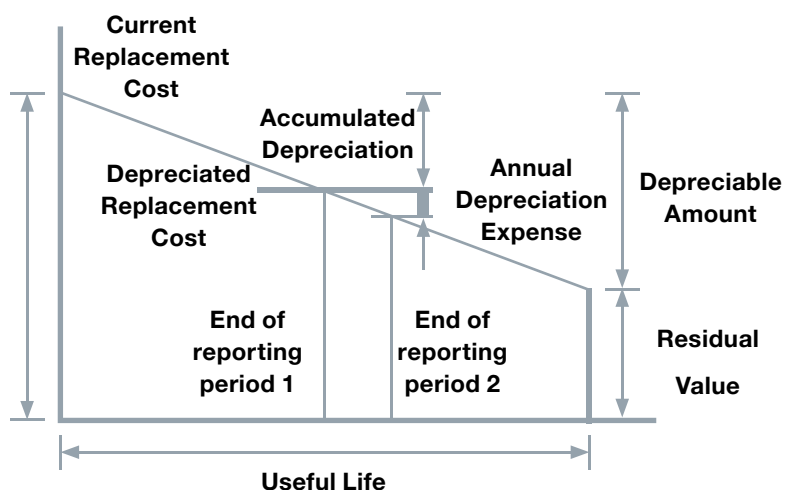 Current
Replacement
Cost
Accumulated
Depreciation
Depreciated
Replacement
Cost
Annual
Depreciation
Expense
Depreciable
Amount
End of
reporting
period 1
End of
reporting
period 2
Residual
Value
Useful Life